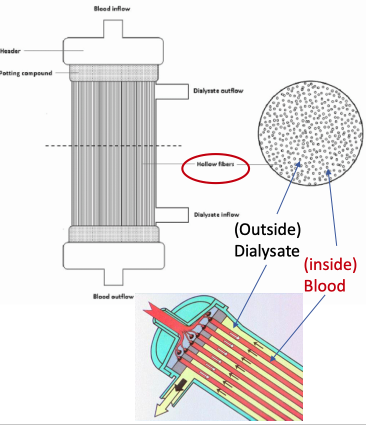 Blood inflow
Header
Potting compound
Dialysate outflow
Hollow fibers
Dialysate inflow
(Outside)
Dialysate
(inside)
Blood
Blood outflow